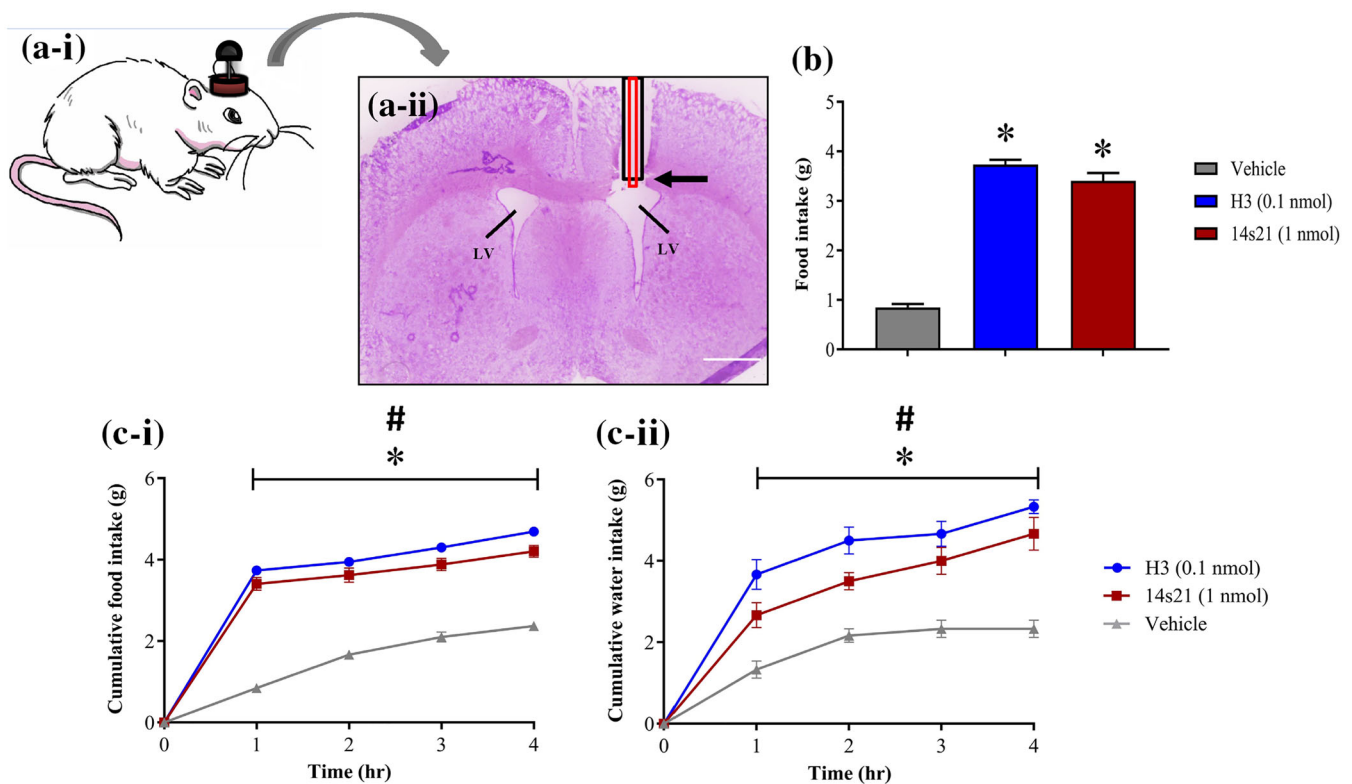 (a-i)
(a-ii)
LV
LV
(b)
Food intake (g)
5
4
3
2
1
0
*
*
Vehicle
H3 (0.1 nmol)
14s21 (1 nmol)
(c-i)
#
*
Cumulative food intake (g)
6
4
2
0
0 1 2 3 4
Time (hr)
(c-ii)
#
*
Cumulative water intake (g)
6
4
2
0
0 1 2 3 4
Time (hr)
H3 (0.1 nmol)
14s21 (1 nmol)
Vehicle